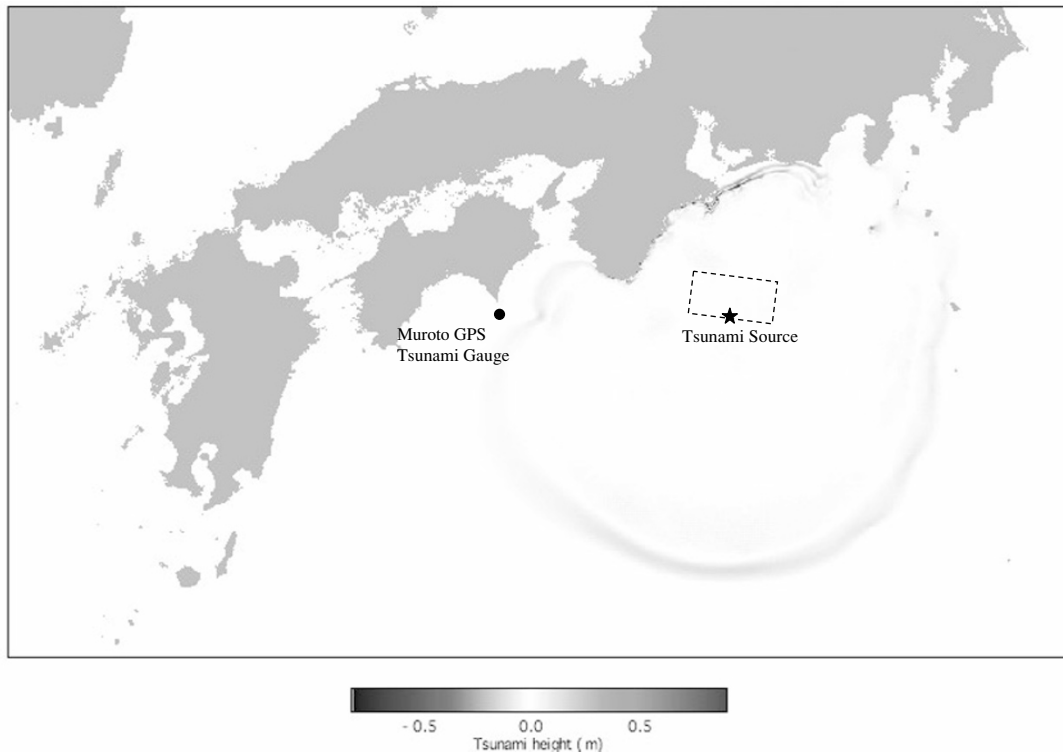 Muroto GPS
Tsunami Gauge
Tsunami Source
- 0.5 0.0 0.5
Tsunami height ( m)